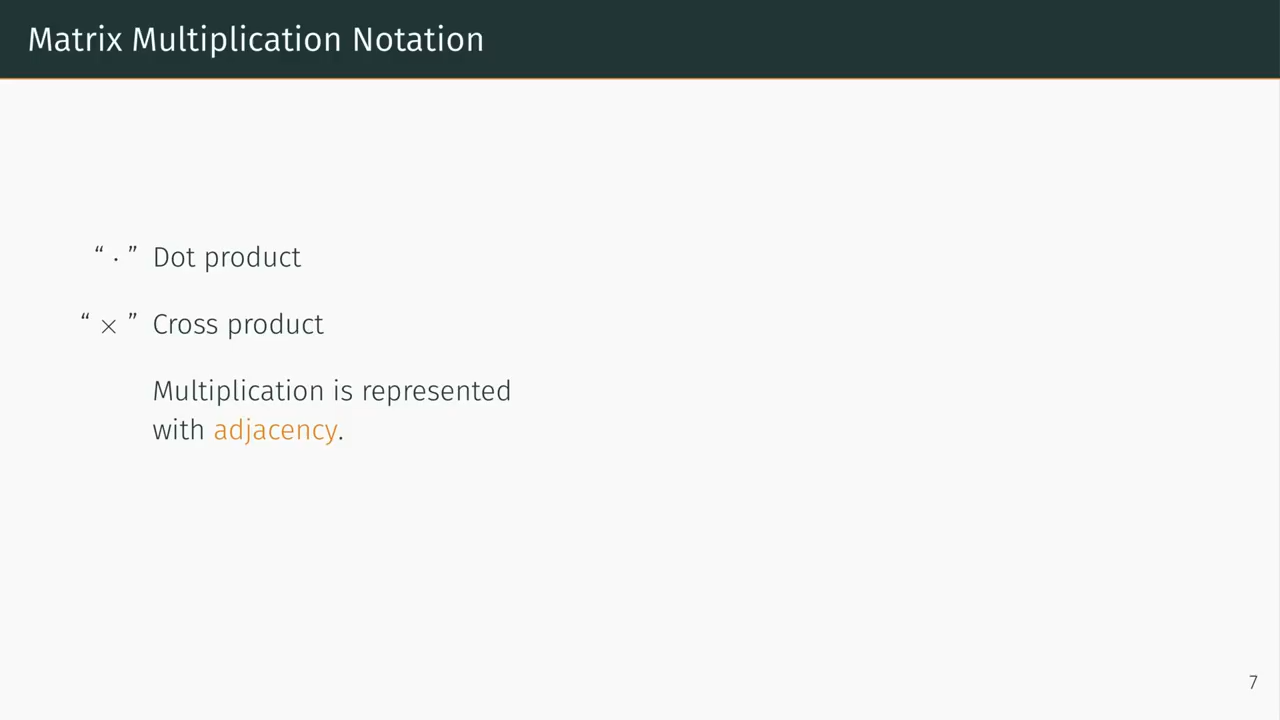 Matrix Multiplication Notation
“ · ” Dot product
“ × ” Cross product
Multiplication is represented
with adjacency.
7